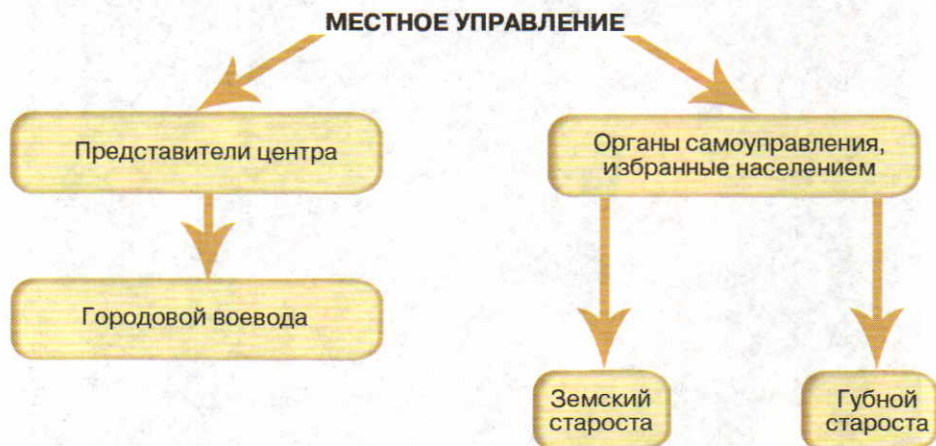 МЕСТНОЕ УПРАВЛЕНИЕ
Представители центра
Органы самоуправления,
избранные населением
Городовой воевода
Земский
староста
Губной
староста